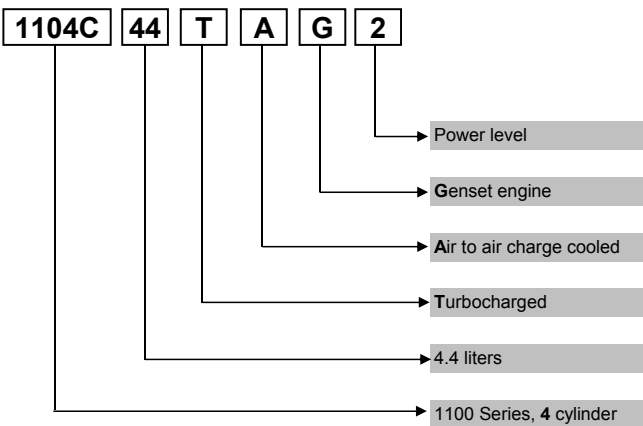 1104C 44 T A G 2
Power level
Genset engine
Air to air charge cooled
Turbocharged
4.4 liters
1100 Series, 4 cylinder